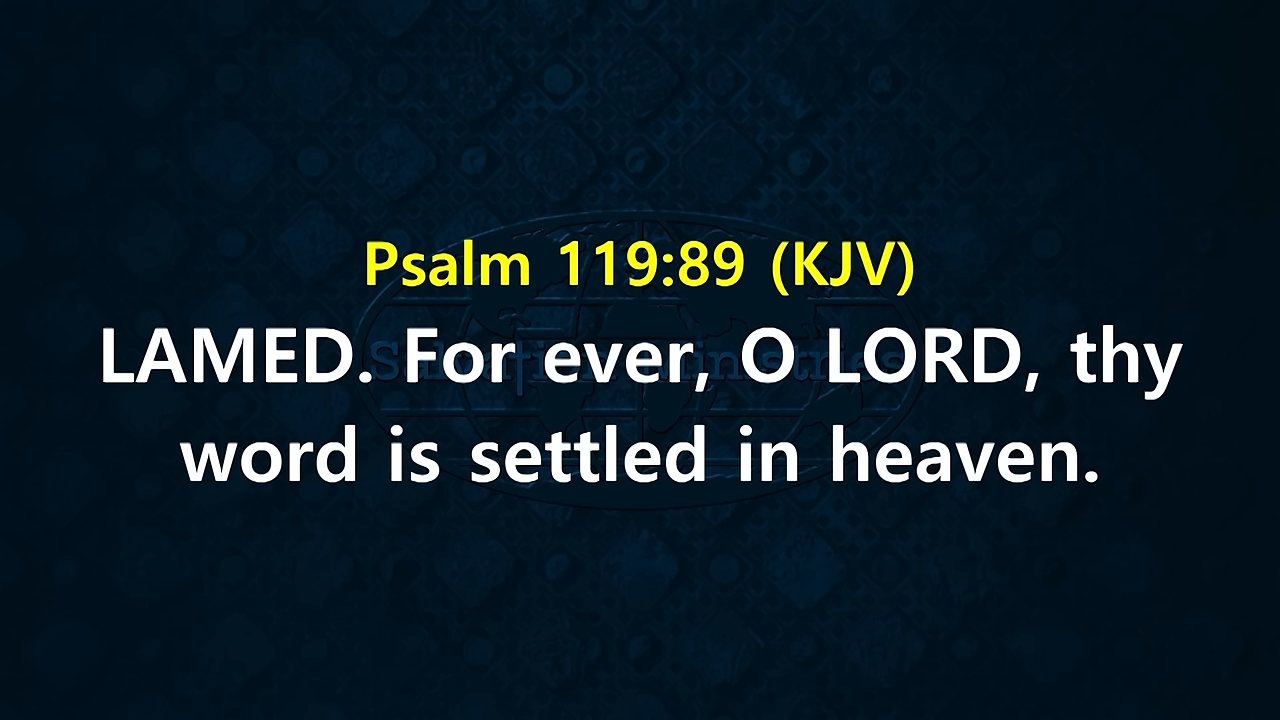 Psalm 119:89 (KJV)
LAMED. For ever, O LORD, thy
word is settled in heaven.